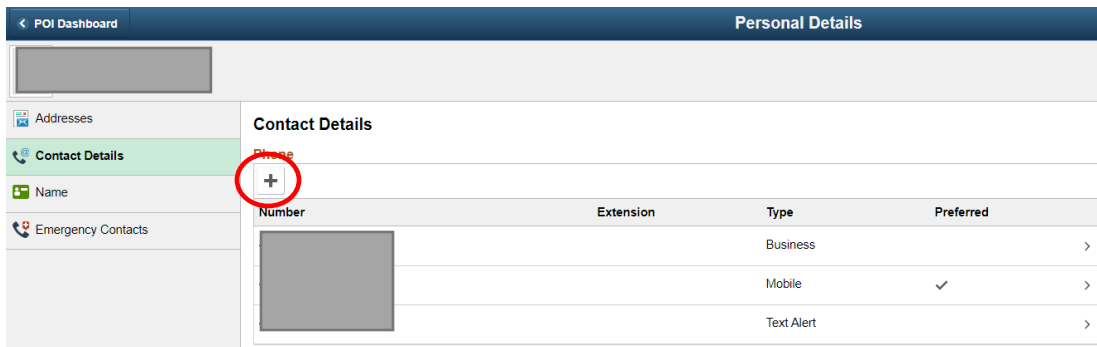 POI Dashboard
Personal Details
Addresses
Contact Details
Name
Emergency Contacts
Contact Details
Phone
+
Number Extension Type Preferred
Business
Mobile
Text Alert